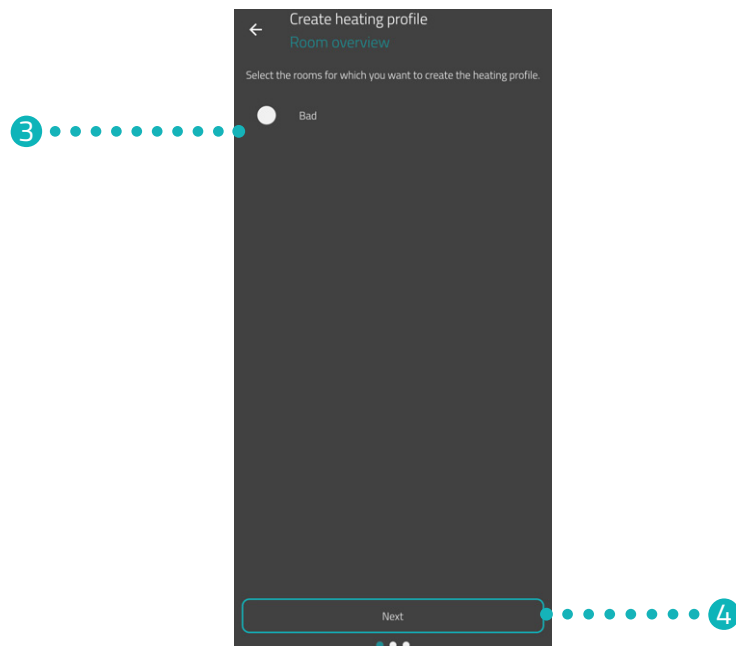 Create heating profile
Room overview
Select the rooms for which you want to create the heating profile.
3
Bad
Next
4